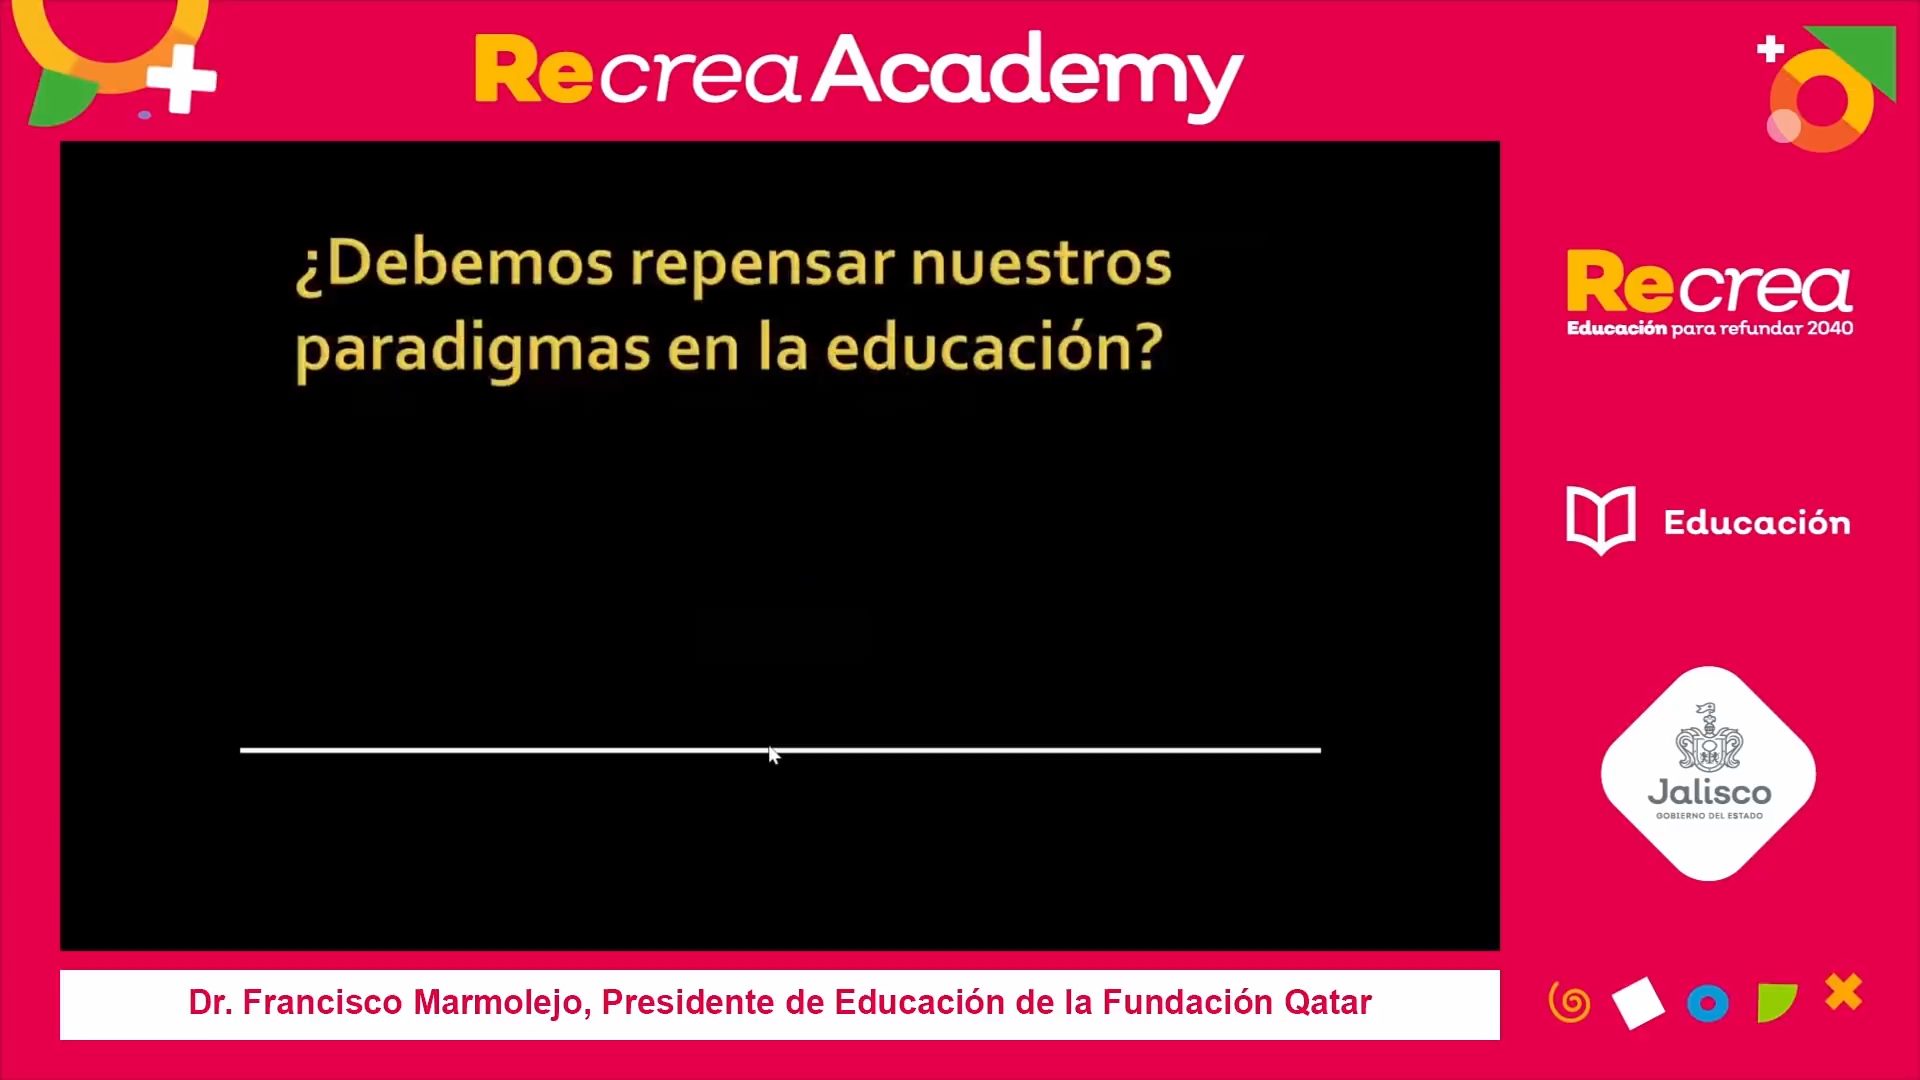 Recrea Academy
¿Debemos repensar nuestros
paradigmas en la educación?
Recrea
Educación para refundar 2040
Educación
Jalisco
GOBIERNO DEL ESTADO
Dr. Francisco Marmolejo, Presidente de Educación de la Fundación Qatar